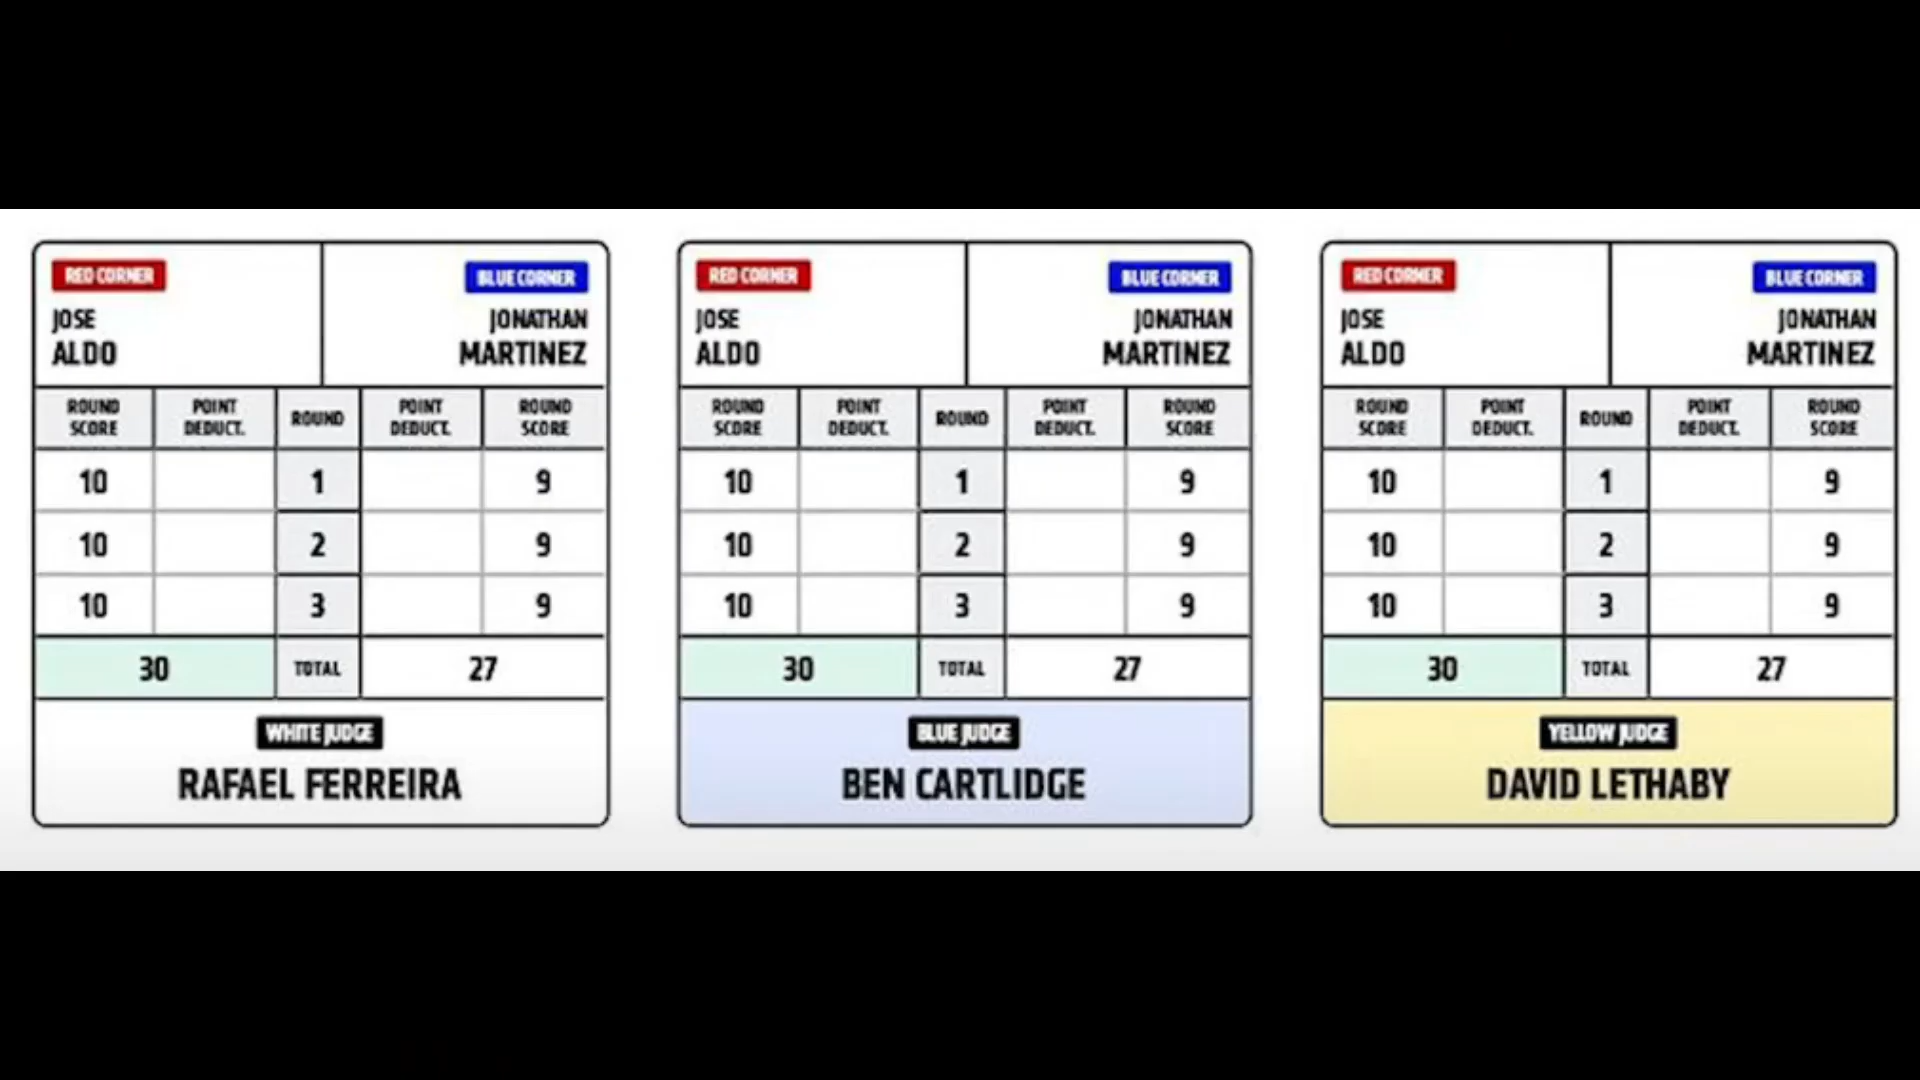 RED CORNER
BLUE CORNER
JOSE
ALDO
JONATHAN
MARTINEZ
ROUND SCORE POINT DEDUCT. ROUND POINT DEDUCT. ROUND SCORE
10 1 9
10 2 9
10 3 9
30 TOTAL 27
WHITE JUDGE
RAFAEL FERREIRA
RED CORNER
BLUE CORNER
JOSE
ALDO
JONATHAN
MARTINEZ
ROUND SCORE POINT DEDUCT. ROUND POINT DEDUCT. ROUND SCORE
10 1 9
10 2 9
10 3 9
30 TOTAL 27
BLUE JUDGE
BEN CARTLIDGE
RED CORNER
BLUE CORNER
JOSE
ALDO
JONATHAN
MARTINEZ
ROUND SCORE POINT DEDUCT. ROUND POINT DEDUCT. ROUND SCORE
10 1 9
10 2 9
10 3 9
30 TOTAL 27
YELLOW JUDGE
DAVID LETHABY